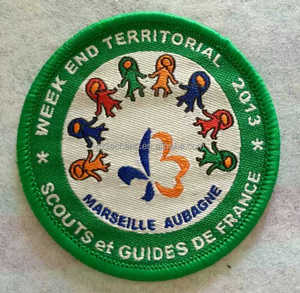 * WEEK END TERRITORIAL 2013 *
MARSEILLE AUBAGNE
SCOUTS et GUIDES DE FRANCE